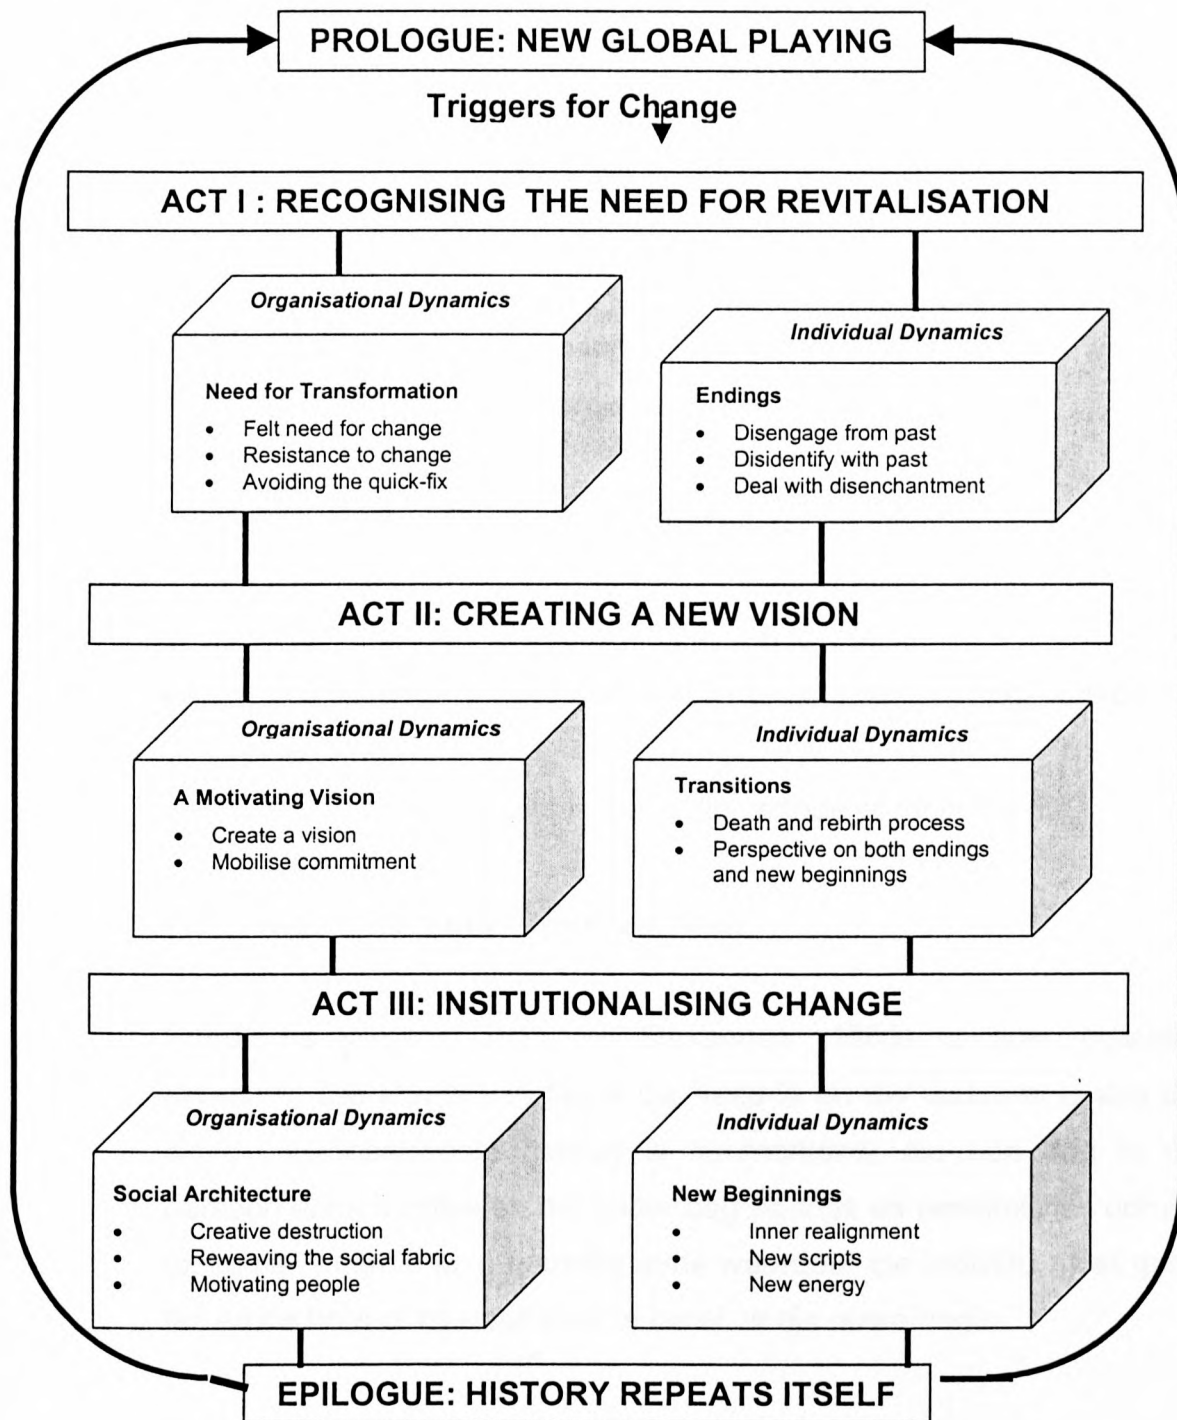 PROLOGUE: NEW GLOBAL PLAYING
Triggers for Change
ACT I : RECOGNISING THE NEED FOR REVITALISATION
Organisational Dynamics
Need for Transformation
• Felt need for change
• Resistance to change
• Avoiding the quick-fix
Individual Dynamics
Endings
• Disengage from past
• Disidentify with past
• Deal with disenchantment
ACT II: CREATING A NEW VISION
Organisational Dynamics
A Motivating Vision
• Create a vision
• Mobilise commitment
Individual Dynamics
Transitions
• Death and rebirth process
• Perspective on both endings
and new beginnings
ACT III: INSITUTIONALISING CHANGE
Organisational Dynamics
Social Architecture
• Creative destruction
• Reweaving the social fabric
• Motivating people
Individual Dynamics
New Beginnings
• Inner realignment
• New scripts
• New energy
EPILOGUE: HISTORY REPEATS ITSELF